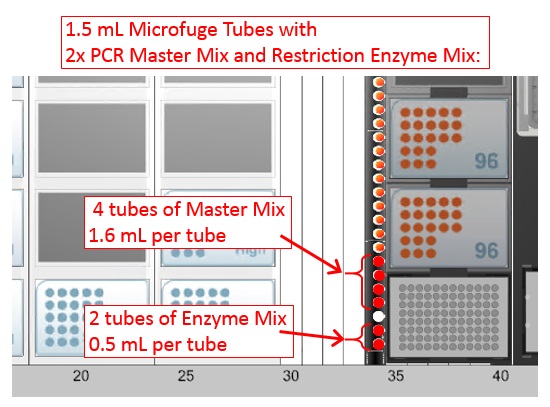 1.5 mL Microfuge Tubes with
2x PCR Master Mix and Restriction Enzyme Mix:
96
4 tubes of Master Mix
1.6 mL per tube
High
96
2 tubes of Enzyme Mix
0.5 mL per tube
20 25 30 35 40